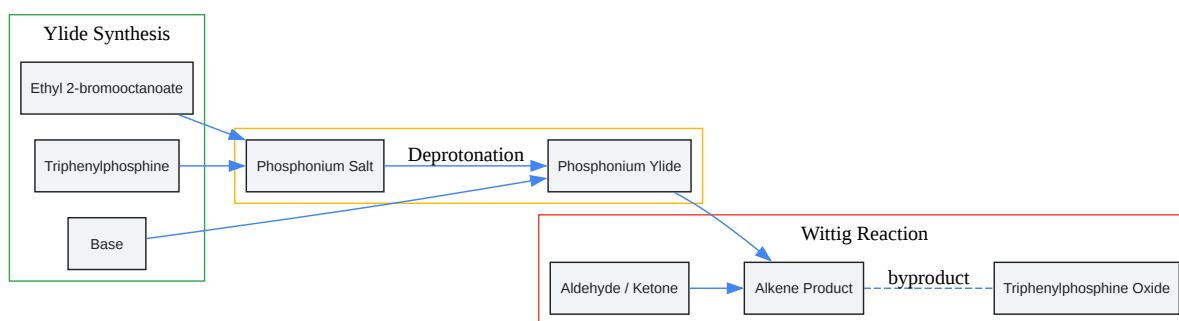 Ylide Synthesis
Ethyl 2-bromooctanoate
Triphenylphosphine
Base
Phosphonium Salt
Deprotonation
Phosphonium Ylide
Wittig Reaction
Aldehyde / Ketone
Alkene Product
byproduct
Triphenylphosphine Oxide